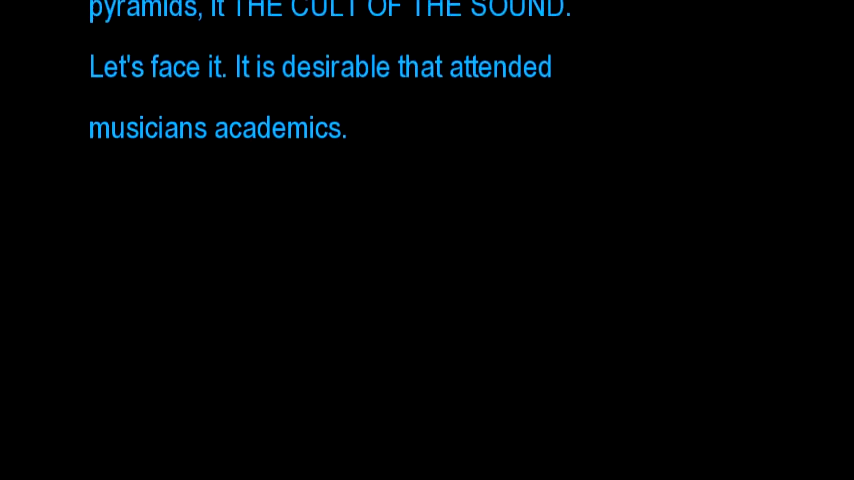 pyramids, it THE CULT OF THE SOUND.
Let's face it. It is desirable that attended
musicians academics.